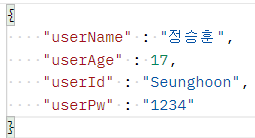 {
"userName" : "정승훈",
"userAge" : 17,
"userId" : "Seunghoon",
"userPw" : "1234"
}